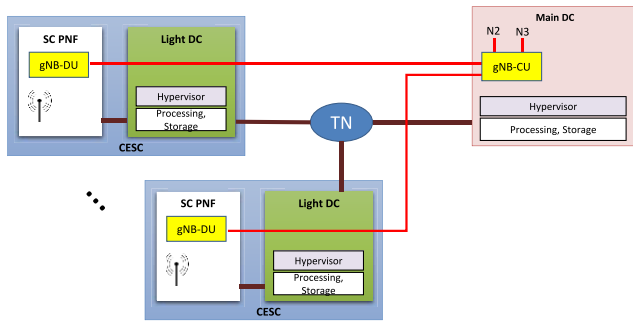 SC PNF
Light DC
gNB-DU
Hypervisor
Processing,
Storage
CESC
TN
Main DC
N2
N3
gNB-CU
Hypervisor
Processing, Storage
SC PNF
Light DC
gNB-DU
Hypervisor
Processing,
Storage
CESC